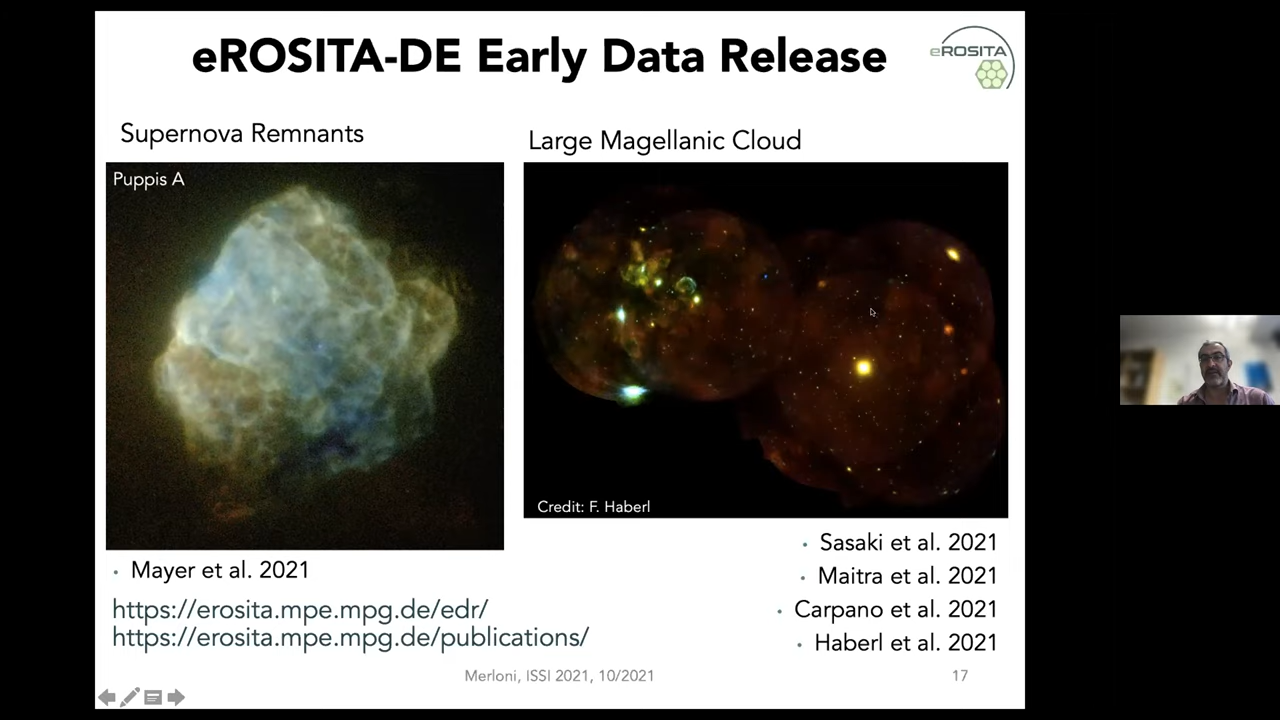 eROSITA-DE Early Data Release
eROSITA
Supernova Remnants
Large Magellanic Cloud
Puppis A
Credit: F. Haberl
• Mayer et al. 2021
https://erosita.mpe.mpg.de/edr/
https://erosita.mpe.mpg.de/publications/
• Sasaki et al. 2021
• Maitra et al. 2021
• Carpano et al. 2021
• Haberl et al. 2021
Merloni, ISSI 2021, 10/2021
17